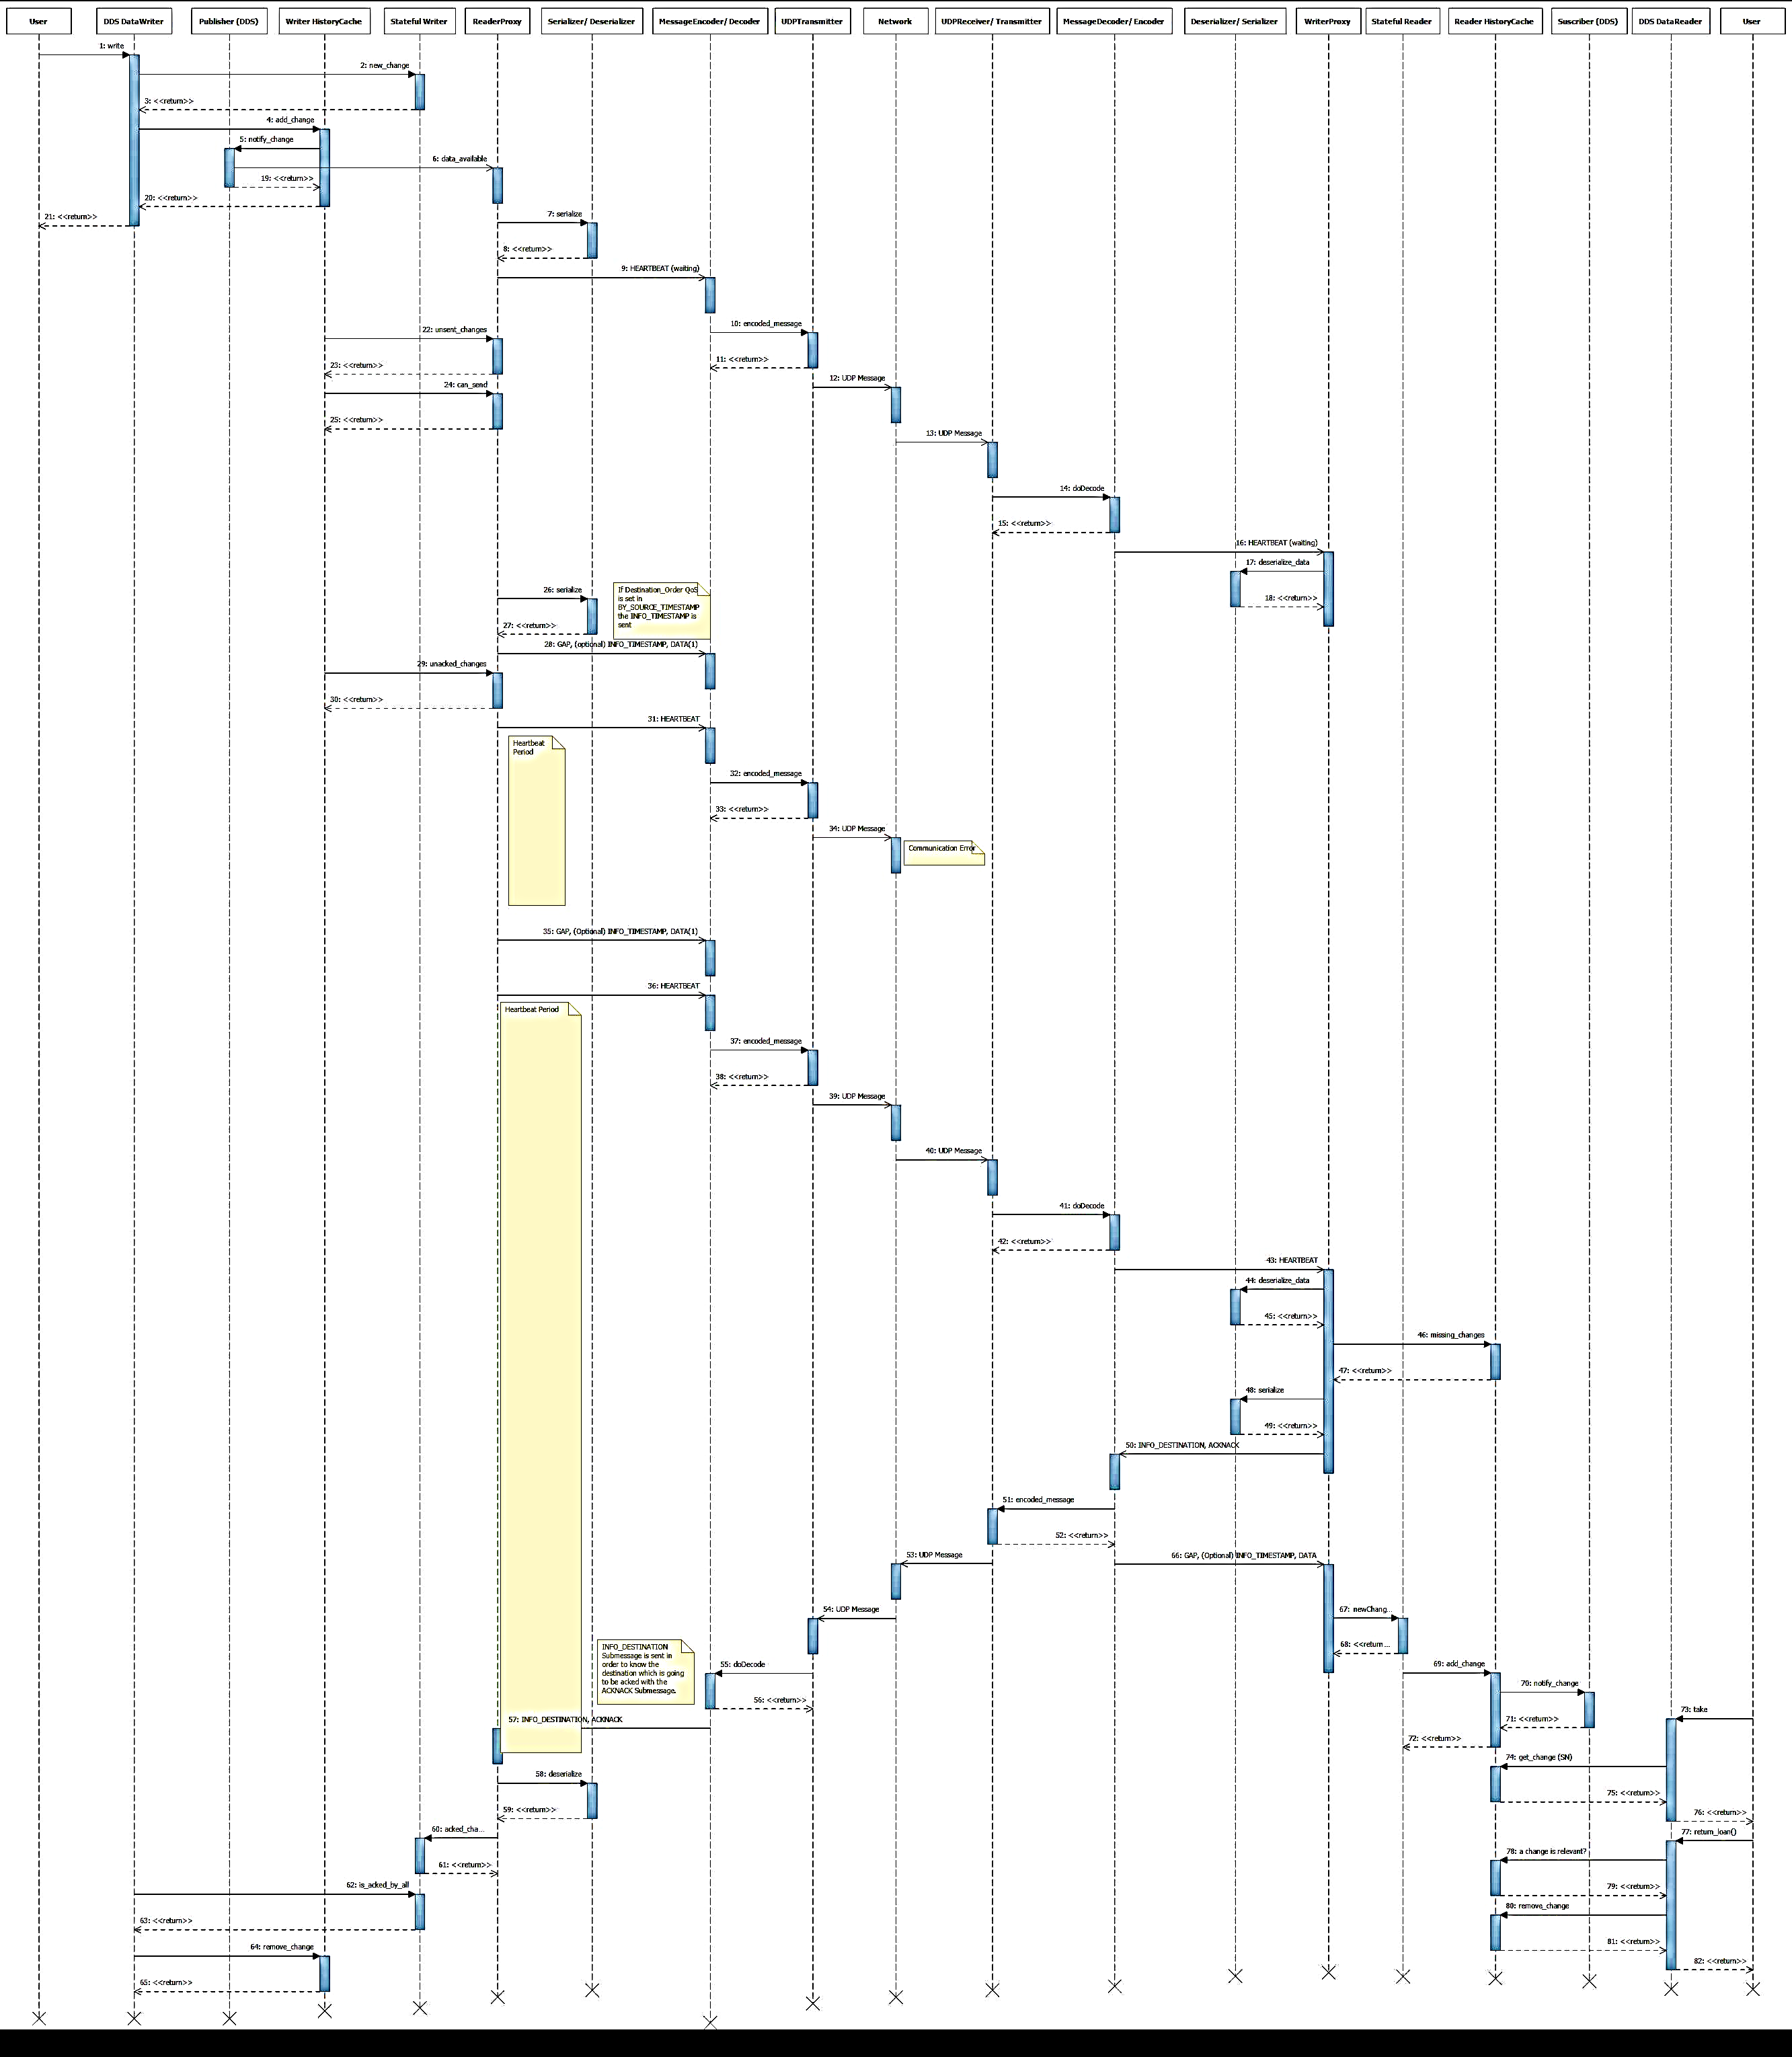 User
DDS DataWriter
Publisher (DDS)
Writer HistoryCache
Stateful Writer
ReaderProxy
Serializer/ Deserializer
MessageEncoder/ Decoder
UDPTransmitter
Network
UDPReceiver/ Transmitter
MessageDecoder/ Encoder
Deserializer/ Serializer
WriterProxy
Stateful Reader
Reader HistoryCache
Suscriber (DDS)
DDS DataReader
User
1: write
2: new_change
3: <<return>>
4: add_change
5: notify_change
6: data_available
19: <<return>>
20: <<return>>
21: <<return>>
7: serialize
8: <<return>>
9: HEARTBEAT (waiting)
10: encoded_message
22: unsent_changes
11: <<return>>
23: <<return>>
12: UDP Message
24: can_send
25: <<return>>
13: UDP Message
14: doDecode
15: <<return>>
16: HEARTBEAT (waiting)
17: deserialize_data
18: <<return>>
26: serialize
If Destination_Order QoS
is set in
BY_SOURCE_TIMESTAMP
the INFO_TIMESTAMP is
sent
27: <<return>>
28: GAP, (optional) INFO_TIMESTAMP, DATA(1)
29: unacked_changes
30: <<return>>
31: HEARTBEAT
Heartbeat
Period
32: encoded_message
33: <<return>>
34: UDP Message
Communication Error
35: GAP, (Optional) INFO_TIMESTAMP, DATA(1)
36: HEARTBEAT
Heartbeat Period
37: encoded_message
38: <<return>>
39: UDP Message
40: UDP Message
41: doDecode
42: <<return>>
43: HEARTBEAT
44: deserialize_data
45: <<return>>
46: missing_changes
47: <<return>>
48: serialize
49: <<return>>
50: INFO_DESTINATION, ACKNACK
51: encoded_message
52: <<return>>
53: UDP Message
66: GAP, (Optional) INFO_TIMESTAMP, DATA
54: UDP Message
67: newChang...
68: <<return ...
INFO_DESTINATION
Submessage is sent in
order to know the
destination which is going
to be acked with the
ACKNACK Submessage.
55: doDecode
69: add_change
70: notify_change
56: <<return>>
73: take
57: INFO_DESTINATION, ACKNACK
71: <<return>>
72: <<return>>
74: get_change (SN)
58: deserialize
75: <<return>>
59: <<return>>
76: <<return>>
60: acked_cha...
77: return_loan()
78: a change is relevant?
61: <<return>>
62: is_acked_by_all
79: <<return>>
80: remove_change
63: <<return>>
81: <<return>>
64: remove_change
82: <<return>>
65: <<return>>